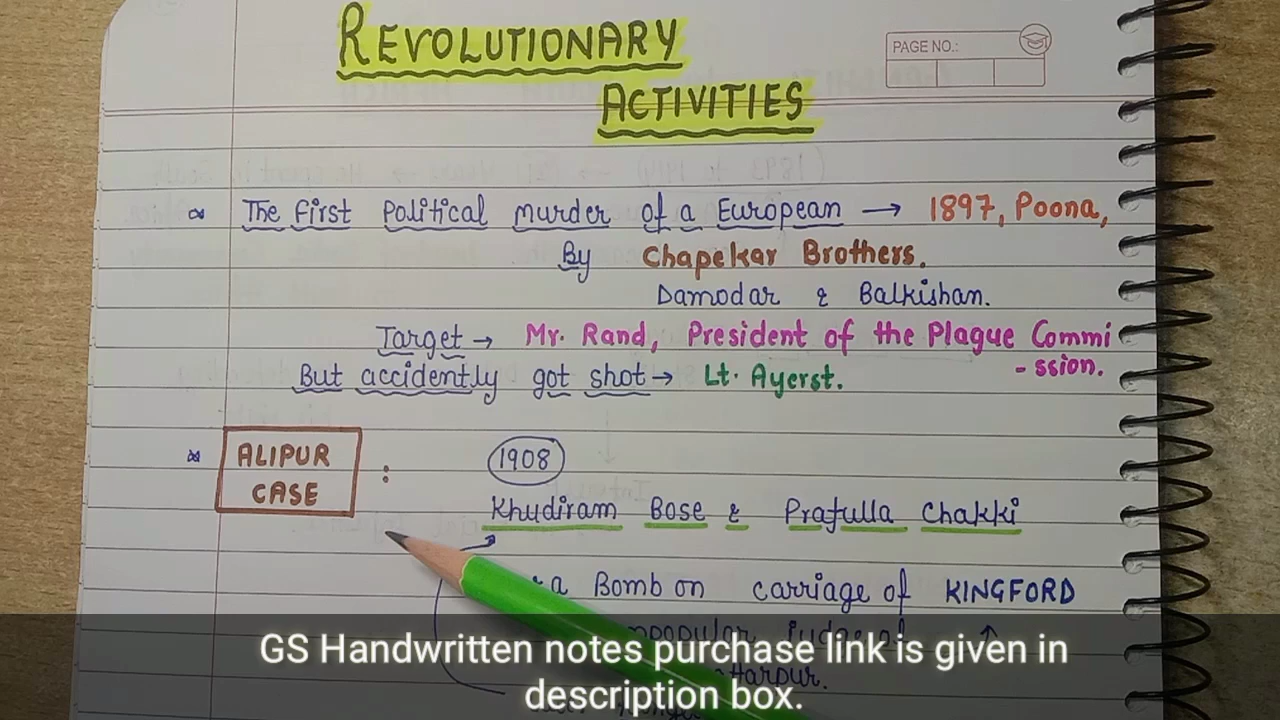 REVOLUTIONARY
ACTIVITIES
PAGE NO.:
The First Political Murder of a European → 1897, Poona,
By Chapekar Brothers.
Damodar & Balkishan.
Target → Mr. Rand, President of the Plague Commi
- ssion.
But accidently got shot → Lt. Ayerst.
ALIPUR
CASE :
1908
Khudiram Bose & Prafulla Chakki
a Bomb on carriage of KINGFORD
judge of
GS Handwritten notes purchase link is given in
description box.